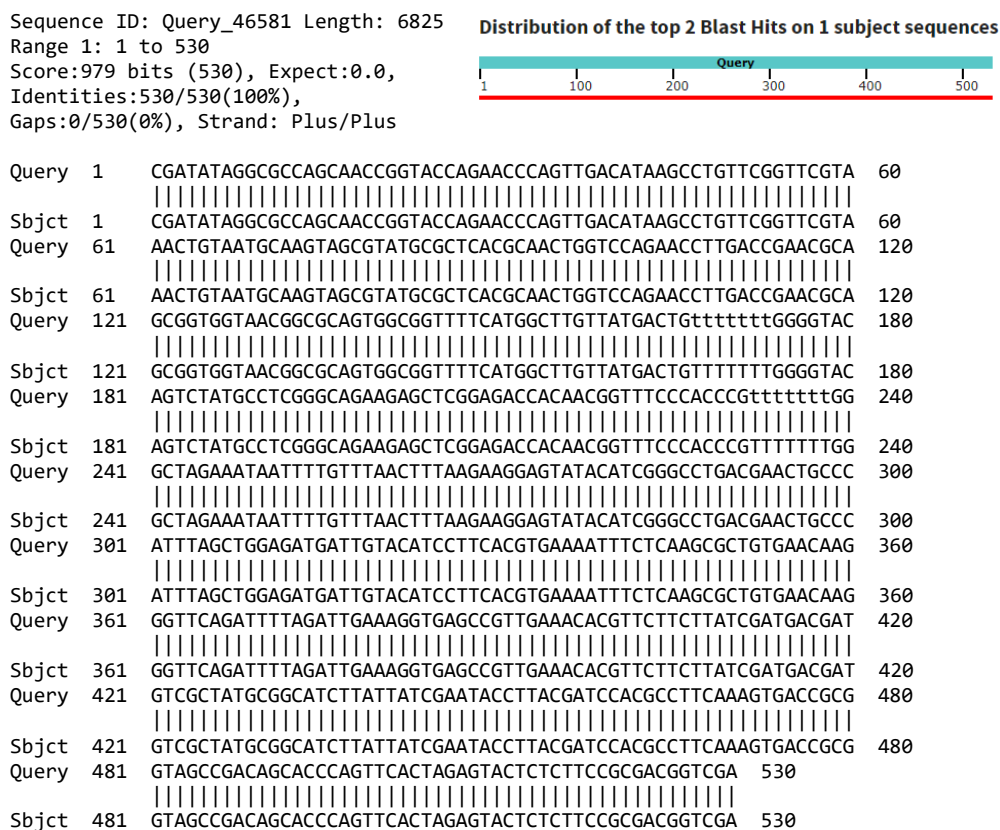 Sequence ID: Query_46581 Length: 6825
Range 1: 1 to 530
Score:979 bits (530), Expect:0.0,
Identities:530/530(100%),
Gaps:0/530(0%), Strand: Plus/Plus
Distribution of the top 2 Blast Hits on 1 subject sequences
Query
1 100 200 300 400 500
Query 1 CGATATAGGCGCCAGCAACCGGTACCAGAACCCAGTTGACATAAGCCTGTTCGGTTCGTA 60
||||||||||||||||||||||||||||||||||||||||||||||||||||||||||||
Sbjct 1 CGATATAGGCGCCAGCAACCGGTACCAGAACCCAGTTGACATAAGCCTGTTCGGTTCGTA 60
Query 61 AACTGTAATGCAAGTAGCGTATGCGCTCACGCAACTGGTCCAGAACCTTGACCGAACGCA 120
||||||||||||||||||||||||||||||||||||||||||||||||||||||||||||
Sbjct 61 AACTGTAATGCAAGTAGCGTATGCGCTCACGCAACTGGTCCAGAACCTTGACCGAACGCA 120
Query 121 GCGGTGGTAACGGCGCAGTGGCGGTTTTCATGGCTTGTTATGACTGtttttttGGGGTAC 180
||||||||||||||||||||||||||||||||||||||||||||||||||||||||||||
Sbjct 121 GCGGTGGTAACGGCGCAGTGGCGGTTTTCATGGCTTGTTATGACTGTTTTTTTGGGGTAC 180
Query 181 AGTCTATGCCTCGGGCAGAAGAGCTCGGAGACCACAACGGTTTCCCACCCGtttttttGG 240
||||||||||||||||||||||||||||||||||||||||||||||||||||||||||||
Sbjct 181 AGTCTATGCCTCGGGCAGAAGAGCTCGGAGACCACAACGGTTTCCCACCCGTTTTTTTGG 240
Query 241 GCTAGAAATAATTTTGTTTAACTTTAAGAAGGAGTATACATCGGGCCTGACGAACTGCCC 300
||||||||||||||||||||||||||||||||||||||||||||||||||||||||||||
Sbjct 241 GCTAGAAATAATTTTGTTTAACTTTAAGAAGGAGTATACATCGGGCCTGACGAACTGCCC 300
Query 301 ATTTAGCTGGAGATGATTGTACATCCTTCACGTGAAAATTTCTCAAGCGCTGTGAACAAG 360
||||||||||||||||||||||||||||||||||||||||||||||||||||||||||||
Sbjct 301 ATTTAGCTGGAGATGATTGTACATCCTTCACGTGAAAATTTCTCAAGCGCTGTGAACAAG 360
Query 361 GGTTCAGATTTTAGATTGAAAGGTGAGCCGTTGAAACACGTTCTTCTTATCGATGACGAT 420
||||||||||||||||||||||||||||||||||||||||||||||||||||||||||||
Sbjct 361 GGTTCAGATTTTAGATTGAAAGGTGAGCCGTTGAAACACGTTCTTCTTATCGATGACGAT 420
Query 421 GTCGCTATGCGGCATCTTATTATCGAATACCTTACGATCCACGCCTTCAAAGTGACCGCG 480
||||||||||||||||||||||||||||||||||||||||||||||||||||||||||||
Sbjct 421 GTCGCTATGCGGCATCTTATTATCGAATACCTTACGATCCACGCCTTCAAAGTGACCGCG 480
Query 481 GTAGCCGACAGCACCCAGTTCACTAGAGTACTCTCTTCCGCGACGGTCGA 530
||||||||||||||||||||||||||||||||||||||||||||||||||
Sbjct 481 GTAGCCGACAGCACCCAGTTCACTAGAGTACTCTCTTCCGCGACGGTCGA 530